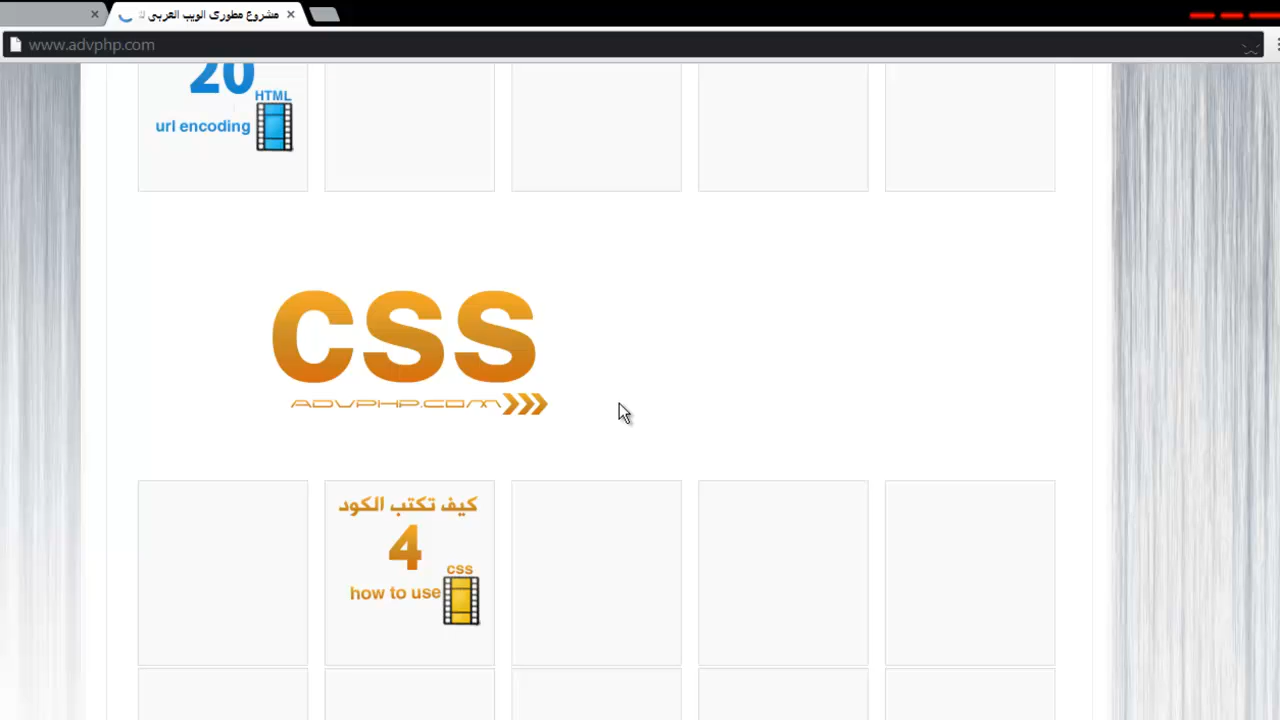 مشروع مطوري الويب العربي
www.advphp.com
20
HTML
url encoding
css
ADVPHP.COM
كيف تكتب الكود
4
css
how to use